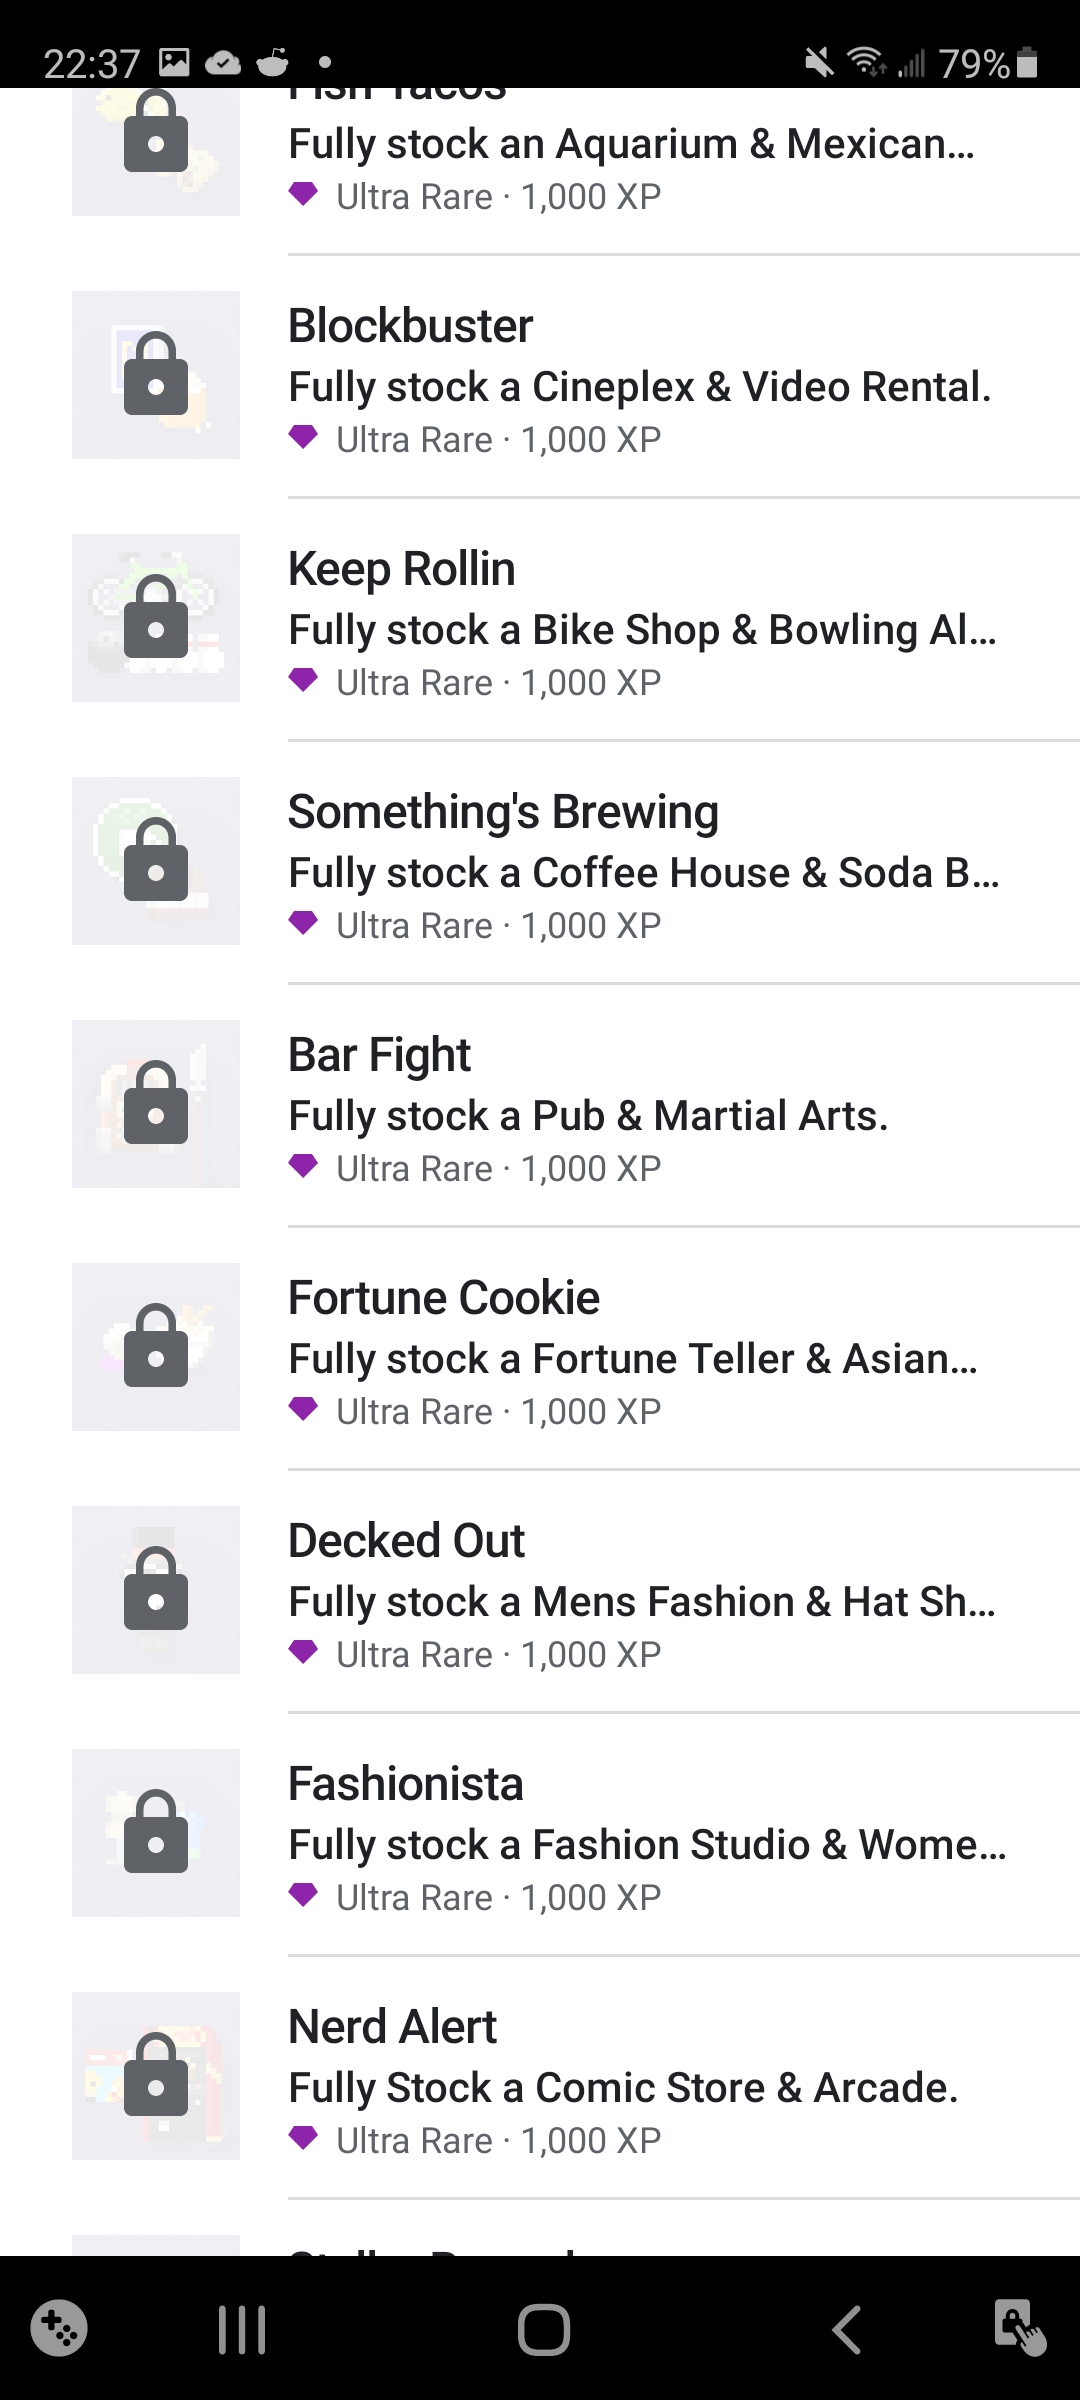 22:37
79%
Fish Tacos
Fully stock an Aquarium & Mexican...
Ultra Rare · 1,000 XP
Blockbuster
Fully stock a Cineplex & Video Rental.
Ultra Rare · 1,000 XP
Keep Rollin
Fully stock a Bike Shop & Bowling Al...
Ultra Rare · 1,000 XP
Something's Brewing
Fully stock a Coffee House & Soda B...
Ultra Rare · 1,000 XP
Bar Fight
Fully stock a Pub & Martial Arts.
Ultra Rare · 1,000 XP
Fortune Cookie
Fully stock a Fortune Teller & Asian...
Ultra Rare · 1,000 XP
Decked Out
Fully stock a Mens Fashion & Hat Sh...
Ultra Rare · 1,000 XP
Fashionista
Fully stock a Fashion Studio & Wome...
Ultra Rare · 1,000 XP
Nerd Alert
Fully Stock a Comic Store & Arcade.
Ultra Rare · 1,000 XP